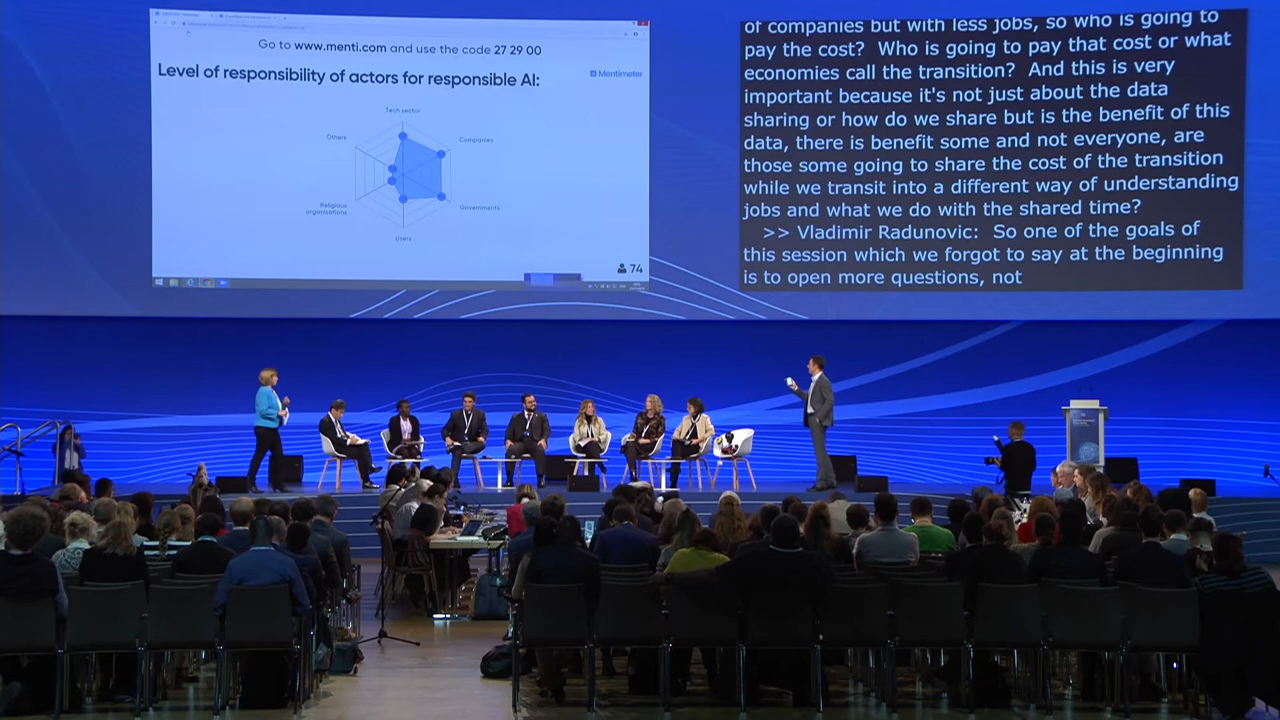 Go to www.menti.com and use the code 27 29 00
Level of responsibility of actors for responsible AI:
Mentimeter
Tech sector
Others
Companies
Religious
organisations
Governments
Users
74
of companies but with less jobs, so who is going to
pay the cost?  Who is going to pay that cost or what
economies call the transition?  And this is very
important because it's not just about the data
sharing or how do we share but is the benefit of this
data, there is benefit some and not everyone, are
those some going to share the cost of the transition
while we transit into a different way of understanding
jobs and what we do with the shared time?
>> Vladimir Radunovic:  So one of the goals of
this session which we forgot to say at the beginning
is to open more questions, not